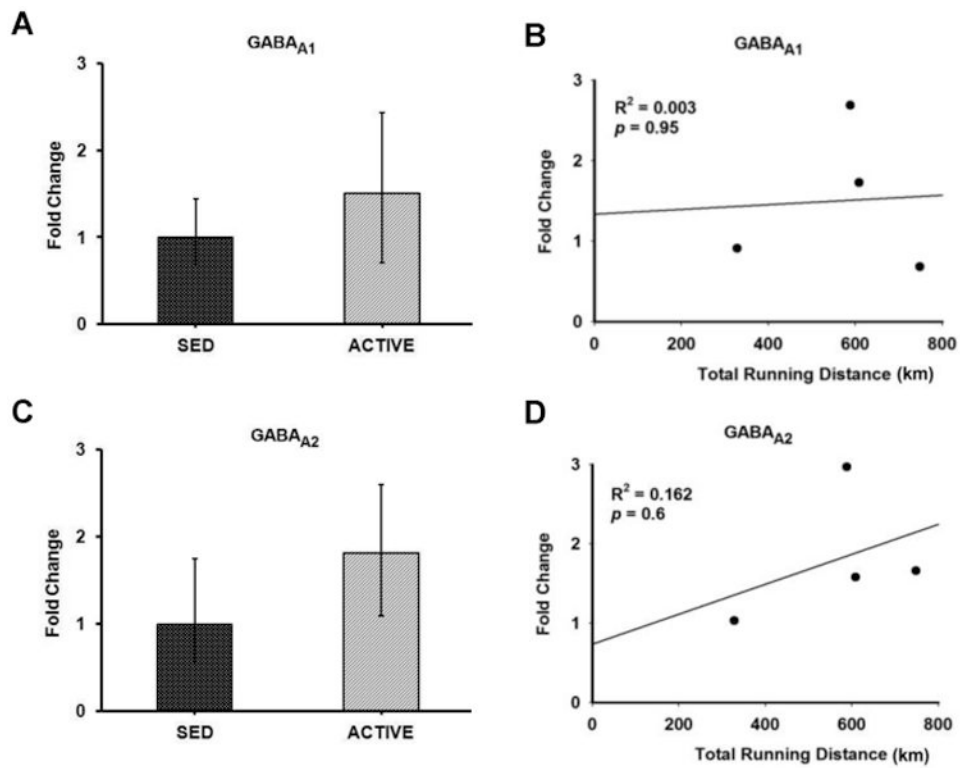 A
GABAA1
3
2
1
0
Fold Change
SED ACTIVE
B
GABAA1
3
2
1
0
Fold Change
R2 = 0.003
p = 0.95
0 200 400 600 800
Total Running Distance (km)
C
GABAA2
3
2
1
0
Fold Change
SED ACTIVE
D
GABAA2
3
2
1
0
Fold Change
R2 = 0.162
p = 0.6
0 200 400 600 800
Total Running Distance (km)